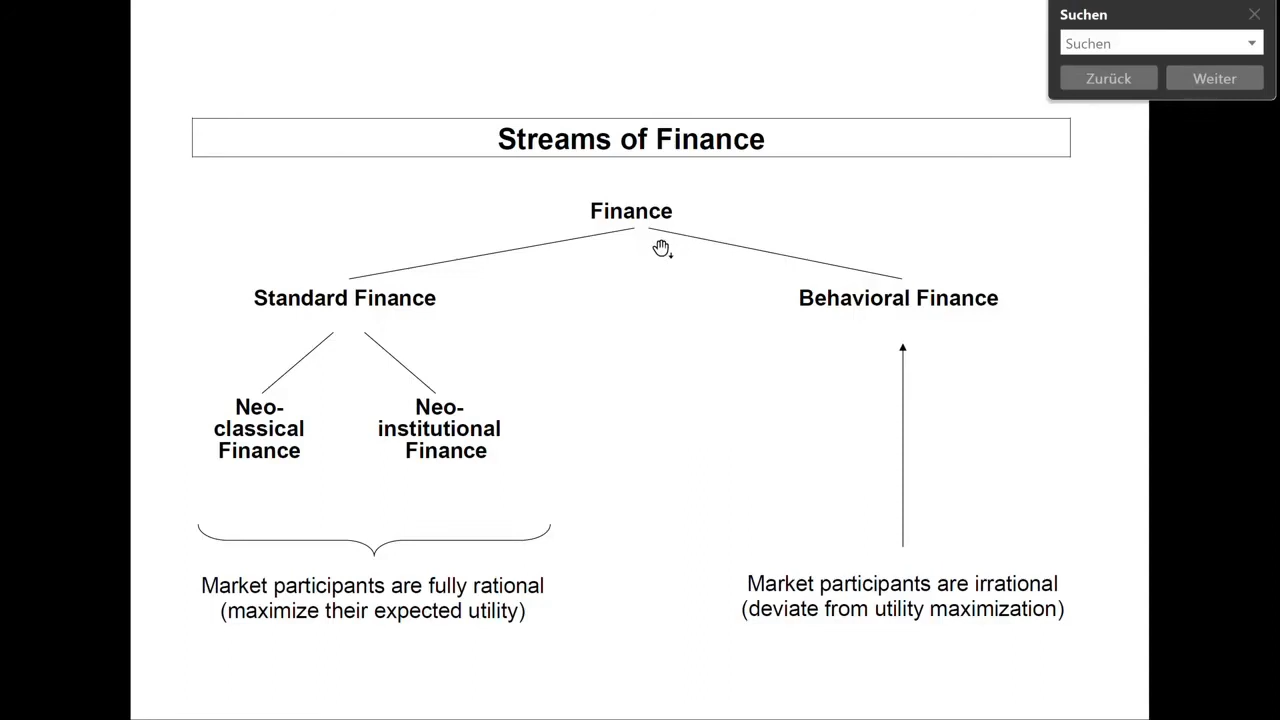 Suchen
Suchen
Zurück Weiter
Streams of Finance
Finance
Standard Finance
Behavioral Finance
Neo-
classical
Finance
Neo-
institutional
Finance
Market participants are fully rational
(maximize their expected utility)
Market participants are irrational
(deviate from utility maximization)